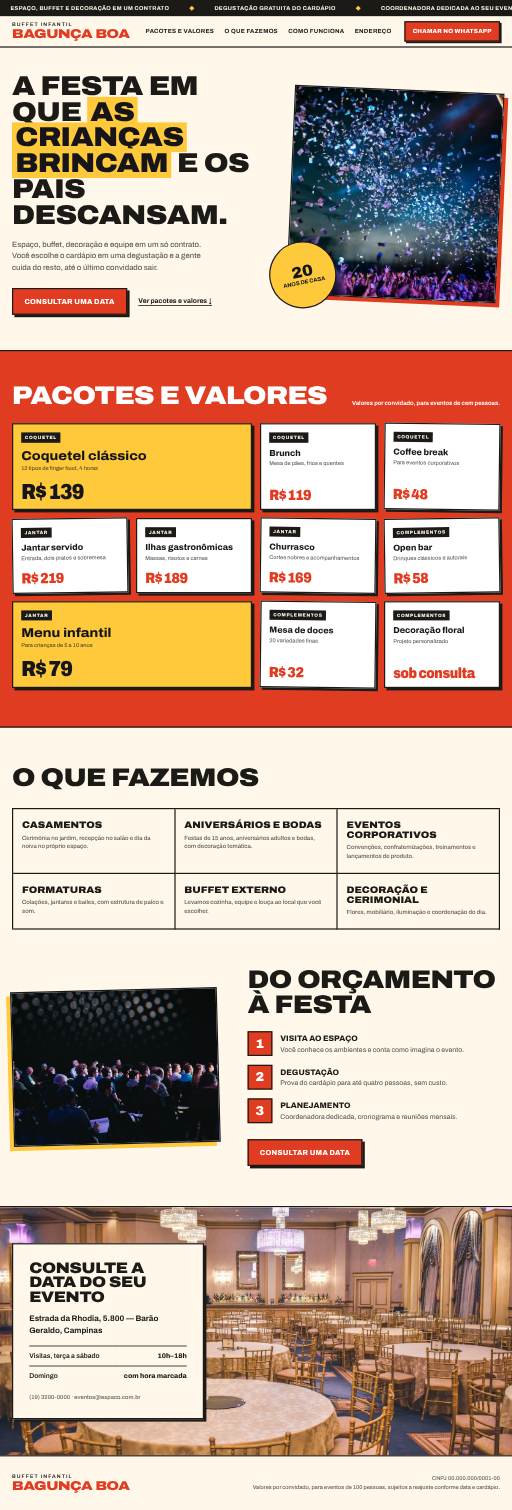 ESPAÇO, BUFFET E DECORAÇÃO EM UM CONTRATO ◆ DEGUSTAÇÃO GRATUITA DO CARDÁPIO ◆ COORDENADORA DEDICADA AO SEU EVEN
BUFFET INFANTIL
BAGUNÇA BOA
PACOTES E VALORES
O QUE FAZEMOS
COMO FUNCIONA
ENDEREÇO
CHAMAR NO WHATSAPP
A FESTA EM
QUE AS
CRIANÇAS
BRINCAM E OS
PAIS
DESCANSAM.
Espaço, buffet, decoração e equipe em um só contrato.
Você escolhe o cardápio em uma degustação e a gente
cuida do resto, até o último convidado sair.
CONSULTAR UMA DATA
Ver pacotes e valores ↓
20
ANOS DE CASA
PACOTES E VALORES
Valores por convidado, para eventos de cem pessoas.
COQUETEL
Coquetel clássico
12 tipos de finger food, 4 horas
R$ 139
COQUETEL
Brunch
Mesa de pães, frios e quentes
R$ 119
COQUETEL
Coffee break
Para eventos corporativos
R$ 48
JANTAR
Jantar servido
Entrada, dois pratos e sobremesa
R$ 219
JANTAR
Ilhas gastronômicas
Massas, risotos e carnes
R$ 189
JANTAR
Churrasco
Cortes nobres e acompanhamentos
R$ 169
COMPLEMENTOS
Open bar
Drinques clássicos e autorais
R$ 58
JANTAR
Menu infantil
Para crianças de 5 a 10 anos
R$ 79
COMPLEMENTOS
Mesa de doces
20 variedades finas
R$ 32
COMPLEMENTOS
Decoração floral
Projeto personalizado
sob consulta
O QUE FAZEMOS
CASAMENTOS
Cerimônia no jardim, recepção no salão e dia da
noiva no próprio espaço.
ANIVERSÁRIOS E BODAS
Festas de 15 anos, aniversários adultos e bodas,
com decoração temática.
EVENTOS
CORPORATIVOS
Convenções, confraternizações, treinamentos e
lançamentos de produto.
FORMATURAS
Colações, jantares e bailes, com estrutura de palco e
som.
BUFFET EXTERNO
Levamos cozinha, equipe e louça ao local que você
escolher.
DECORAÇÃO E
CERIMONIAL
Flores, mobiliário, iluminação e coordenação do dia.
DO ORÇAMENTO
À FESTA
1
VISITA AO ESPAÇO
Você conhece os ambientes e conta como imagina o evento.
2
DEGUSTAÇÃO
Prova do cardápio para até quatro pessoas, sem custo.
3
PLANEJAMENTO
Coordenadora dedicada, cronograma e reuniões mensais.
CONSULTAR UMA DATA
CONSULTE A
DATA DO SEU
EVENTO
Estrada da Rhodia, 5.800 — Barão
Geraldo, Campinas
Visitas, terça a sábado 10h–18h
Domingo com hora marcada
(19) 3200-0000 · eventos@espaco.com.br
BUFFET INFANTIL
BAGUNÇA BOA
CNPJ 00.000.000/0001-00
Valores por convidado, para eventos de 100 pessoas, sujeitos a reajuste conforme data e cardápio.